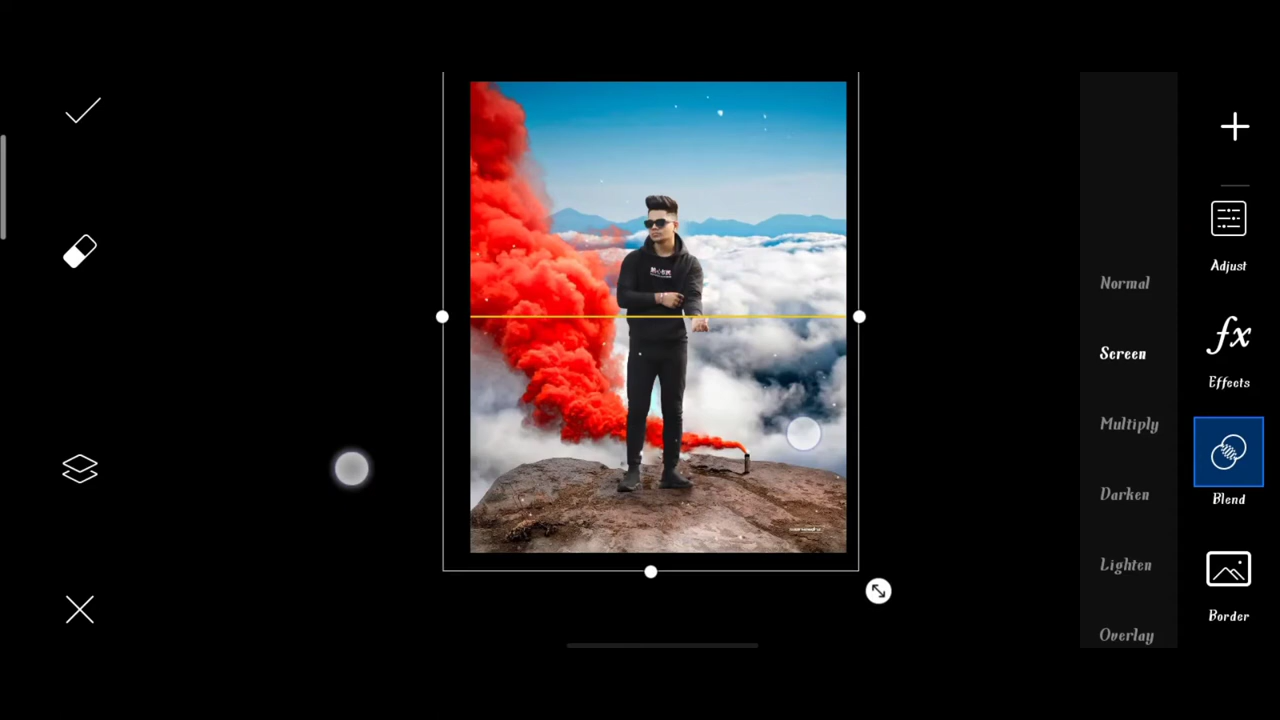 Adjust
Effects
Blend
Border
Normal
Screen
Multiply
Darken
Lighten
Overlay